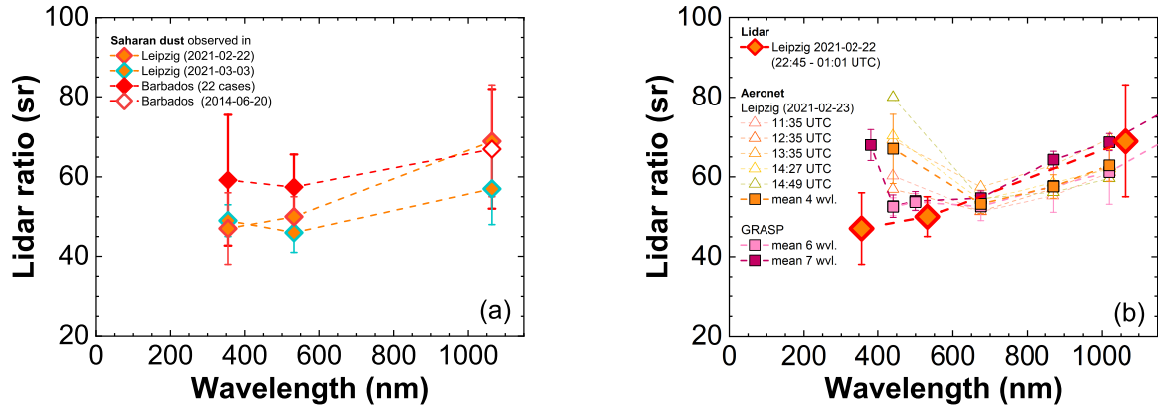 100
80
60
40
20
Lidar ratio (sr)
Saharan dust observed in
Leipzig (2021-02-22)
Leipzig (2021-03-03)
Barbados (22 cases)
Barbados (2014-06-20)
(a)
0 200 400 600 800 1000
Wavelength (nm)
100
80
60
40
20
Lidar ratio (sr)
Lidar
Leipzig 2021-02-22
(22:45 - 01:01 UTC)
Aercnet
Leipzig (2021-02-23)
11:35 UTC
12:35 UTC
13:35 UTC
14:27 UTC
14:49 UTC
mean 4 wvl.
GRASP
mean 6 wvl.
mean 7 wvl.
(b)
0 200 400 600 800 1000
Wavelength (nm)